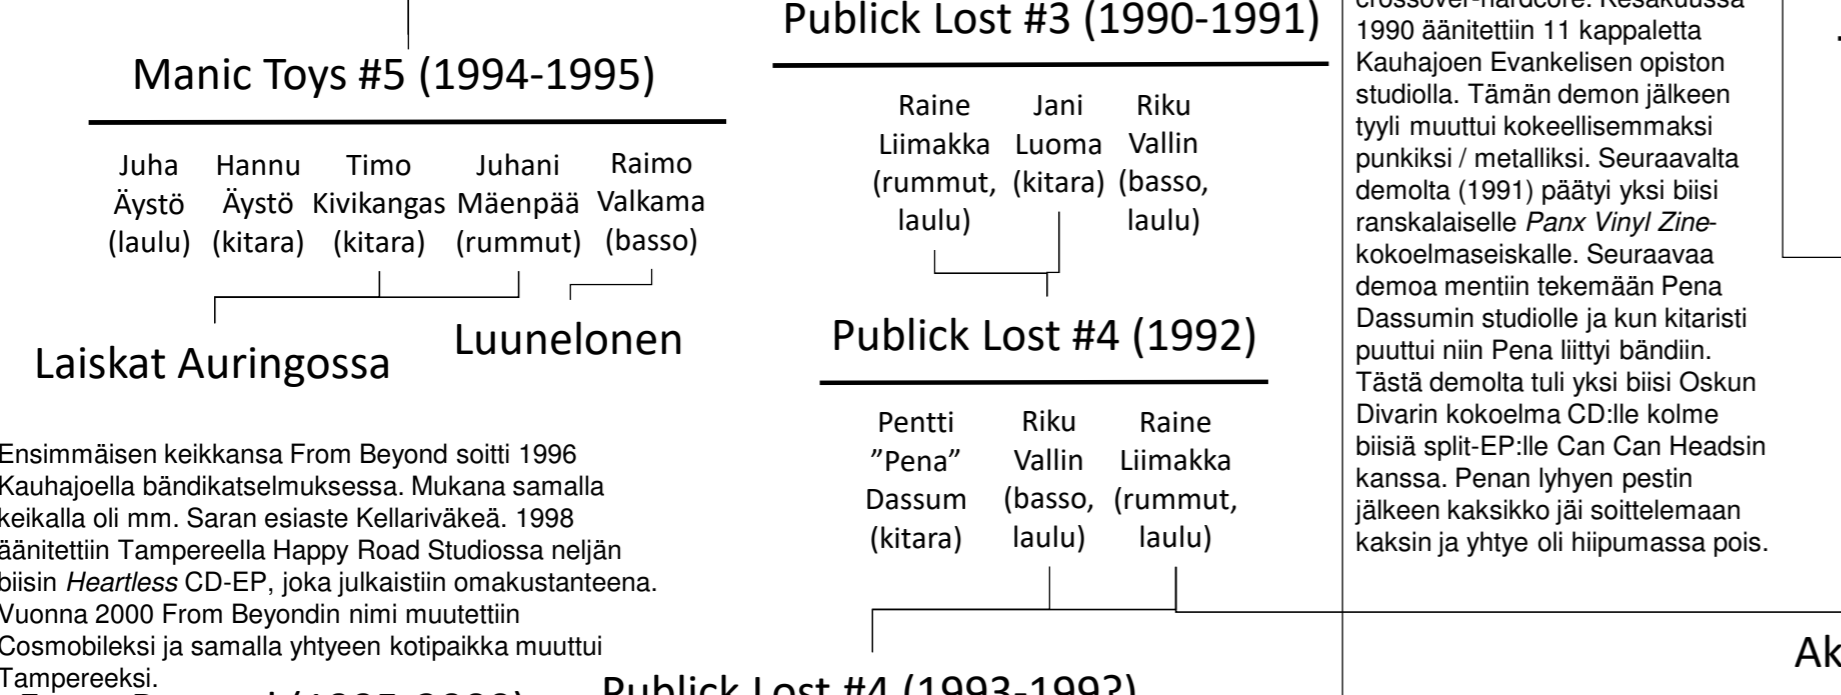 Manic Toys #5 (1994-1995)
Juha Äystö (laulu)
Hannu Äystö (kitara)
Timo Kivikangas (kitara)
Juhani Mäenpää (rummut)
Raimo Valkama (basso)
Laiskat Auringossa
Luunelonen
Ensimmäisen keikkansa From Beyond soitti 1996
Kauhajoella bändikatselmuksessa. Mukana samalla
keikalla oli mm. Saran esiaste Kellariväkeä. 1998
äänitettiin Tampereella Happy Road Studiossa neljän
biisin Heartless CD-EP, joka julkaistiin omakustanteena.
Vuonna 2000 From Beyondin nimi muutettiin
Cosmobileksi ja samalla yhtyeen kotipaikka muuttui
Tampereeksi.
Publick Lost #3 (1990-1991)
Raine Liimakka (rummut, laulu)
Jani Luoma (kitara)
Riku Vallin (basso, laulu)
Publick Lost #4 (1992)
Pentti ”Pena” Dassum (kitara)
Riku Vallin (basso, laulu)
Raine Liimakka (rummut, laulu)
Publick Lost #4 (1993-199?)
crossover-hardcore. Kesäkuussa
1990 äänitettiin 11 kappaletta
Kauhajoen Evankelisen opiston
studiolla. Tämän demon jälkeen
tyyli muuttui kokeellisemmaksi
punkiksi / metalliksi. Seuraavalta
demolta (1991) päätyi yksi biisi
ranskalaiselle Panx Vinyl Zine-
kokoelmaseiskalle. Seuraavaa
demoa mentiin tekemään Pena
Dassumin studiolle ja kun kitaristi
puuttui niin Pena liittyi bändiin.
Tästä demolta tuli yksi biisi Oskun
Divarin kokoelma CD:lle kolme
biisiä split-EP:lle Can Can Headsin
kanssa. Penan lyhyen pestin
jälkeen kaksikko jäi soittelemaan
kaksin ja yhtye oli hiipumassa pois.
Ak